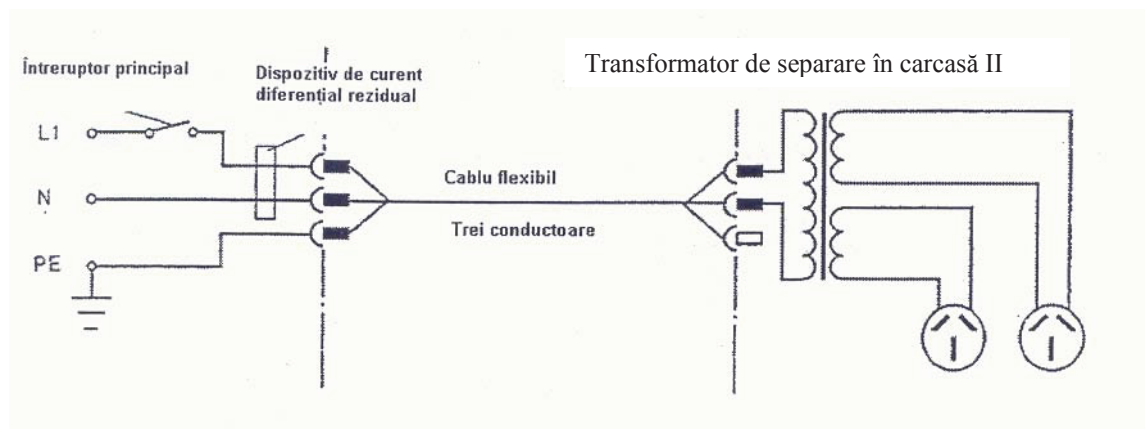 Întreruptor principal
Dispozitiv de curent
diferențial rezidual
Transformator de separare în carcasă II
L1
N
PE
Cablu flexibil
Trei conductoare